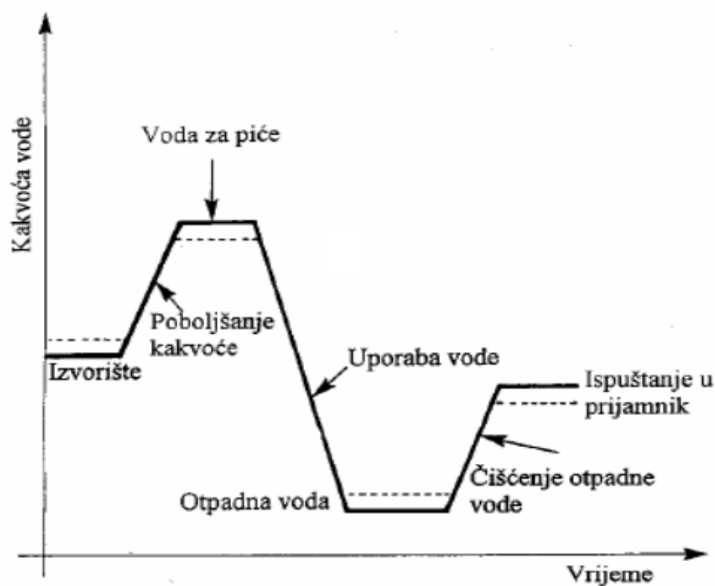 Kakvoća vode
Voda za piće
Poboljšanje
kakvoće
Izvorište
Uporaba vode
Ispuštanje u
prijamnik
Otpadna voda
Čišćenje otpadne
vode
Vrijeme